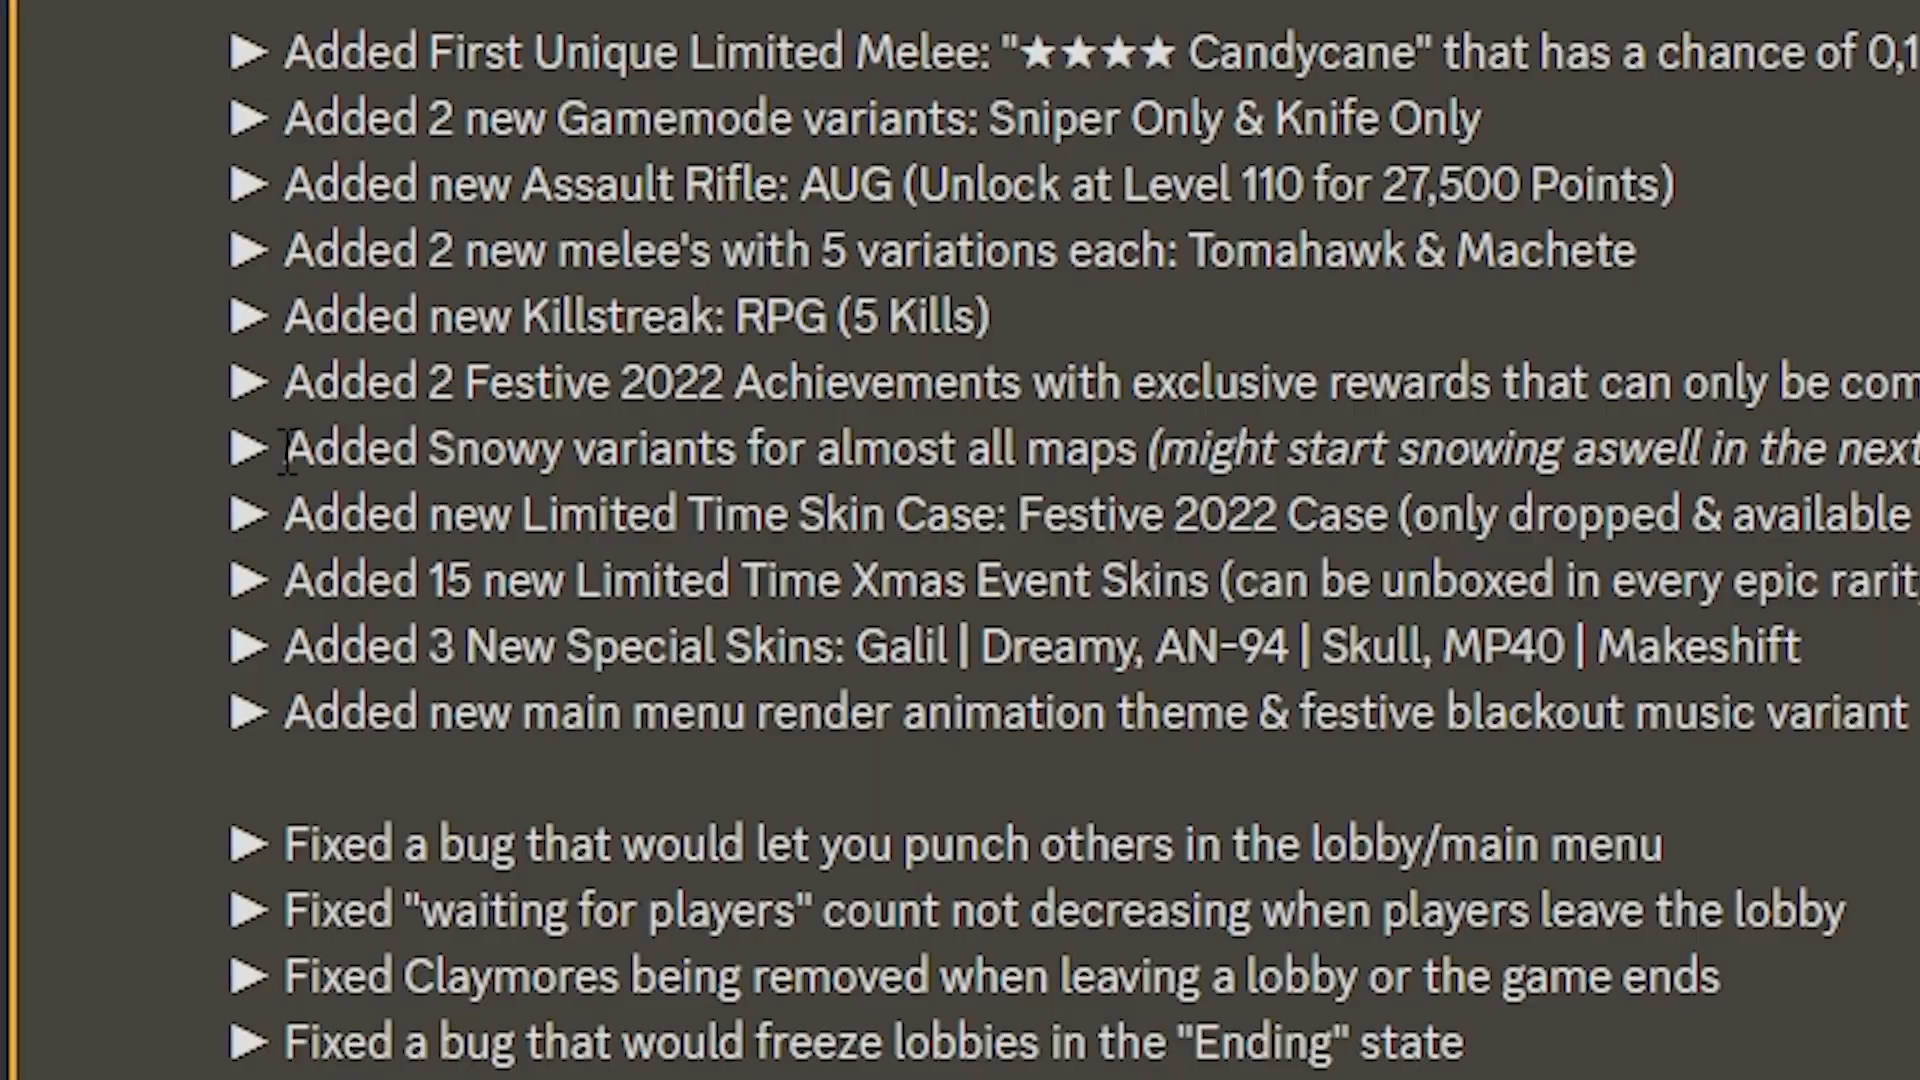 ► Added First Unique Limited Melee: "★★★★ Candycane" that has a chance of 0,1
► Added 2 new Gamemode variants: Sniper Only & Knife Only
► Added new Assault Rifle: AUG (Unlock at Level 110 for 27,500 Points)
► Added 2 new melee's with 5 variations each: Tomahawk & Machete
► Added new Killstreak: RPG (5 Kills)
► Added 2 Festive 2022 Achievements with exclusive rewards that can only be com
► Added Snowy variants for almost all maps (might start snowing aswell in the next
► Added new Limited Time Skin Case: Festive 2022 Case (only dropped & available
► Added 15 new Limited Time Xmas Event Skins (can be unboxed in every epic rarit
► Added 3 New Special Skins: Galil | Dreamy, AN-94 | Skull, MP40 | Makeshift
► Added new main menu render animation theme & festive blackout music variant
► Fixed a bug that would let you punch others in the lobby/main menu
► Fixed "waiting for players" count not decreasing when players leave the lobby
► Fixed Claymores being removed when leaving a lobby or the game ends
► Fixed a bug that would freeze lobbies in the "Ending" state